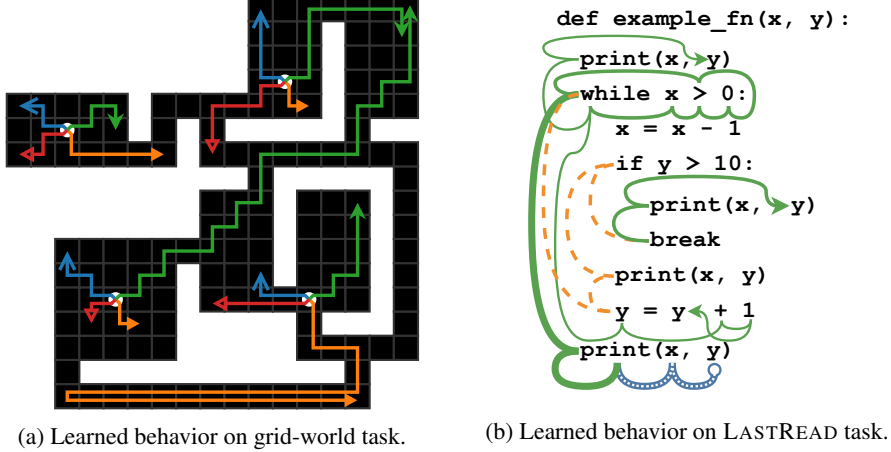 def example_fn(x, y):
print(x, y)
while x > 0:
x = x - 1
if y > 10:
print(x, y)
break
print(x, y)
y = y + 1
print(x, y)
(a) Learned behavior on grid-world task.
(b) Learned behavior on LASTREAD task.